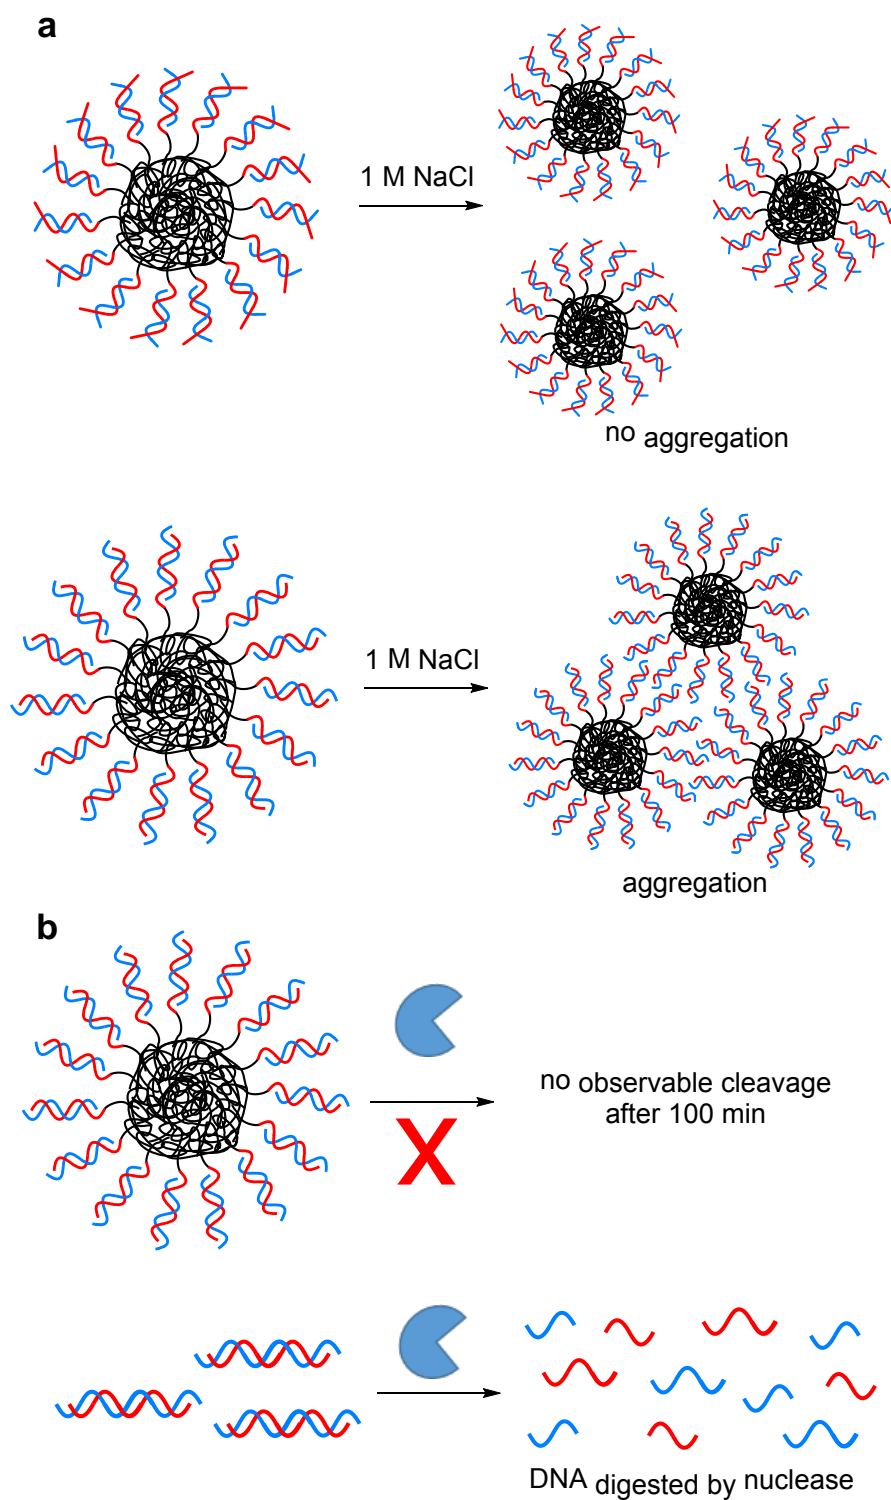 a
1 M NaCl
no aggregation
1 M NaCl
aggregation
b
no observable cleavage
after 100 min
X
DNA digested by nuclease